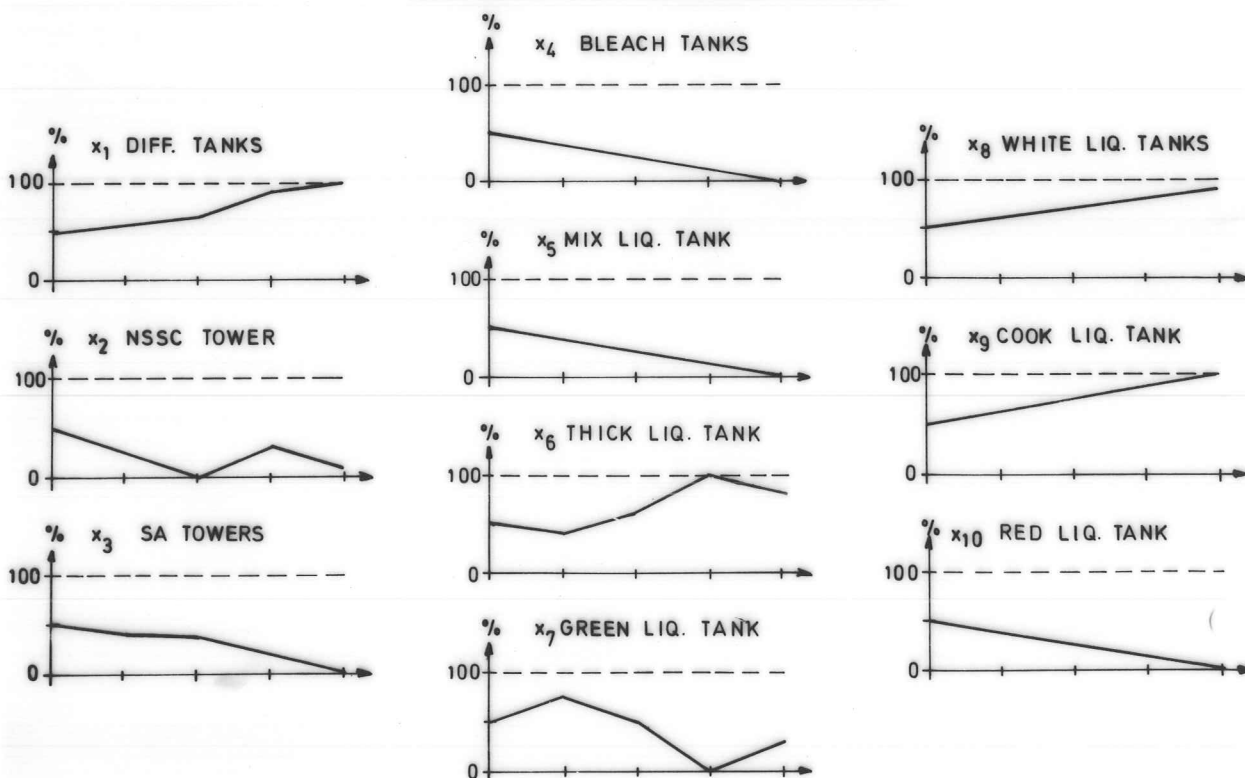 % x1 DIFF. TANKS
100
0
% x2 NSSC TOWER
100
0
% x3 SA TOWERS
100
0
% x4 BLEACH TANKS
100
0
% x5 MIX LIQ. TANK
100
0
% x6 THICK LIQ. TANK
100
0
% x7 GREEN LIQ. TANK
100
0
% x8 WHITE LIQ. TANKS
100
0
% x9 COOK LIQ. TANK
100
0
% x10 RED LIQ. TANK
100
0